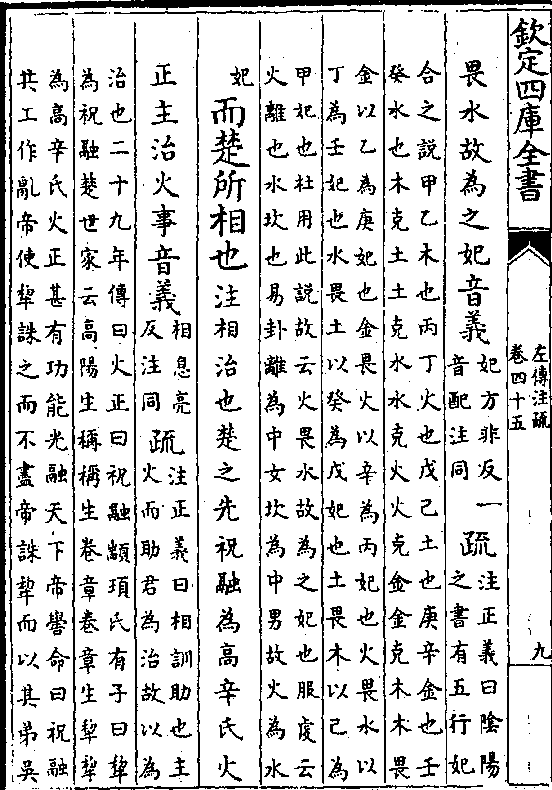 欽定四庫全書
左傳注疏
卷四十五
九
畏水故為之妃音義
妃方非反一
音配注同
疏
注正義曰陰陽
之書有五行妃
合之說甲乙木也丙丁火也戊己土也庚辛金也壬
癸水也木克土土克水水克火火克金金克木木畏
金以乙為庚妃也金畏火以辛為丙妃也火畏水以
丁為壬妃也水畏土以癸為戊妃也土畏木以己為
甲妃也杜用此說故云火畏水故為之妃也服虔云
火離也水坎也易卦離為中女坎為中男故火為水
妃
而楚所相也注相治也楚之先祝融為高辛氏火
正主治火事音義
相息亮
反注同
疏
注正義曰相訓助也主
火而助君為治故以為
治也二十九年傳曰火正曰祝融顓頊氏有子曰犂
為祝融楚世家云高陽生稱稱生卷章卷章生犂犂
為高辛氏火正甚有功能光融天下帝嚳命曰祝融
共工作亂帝使犂誅之而不盡帝誅犂而以其弟吳